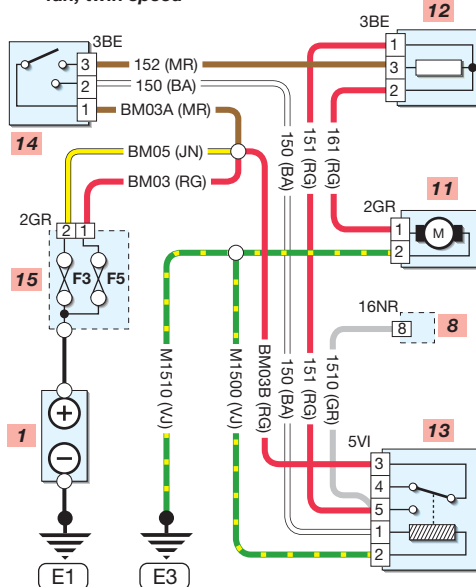 fan, twin speed
12
3BE
3BE
1
3
2
3
2
1
152 (MR)
150 (BA)
BM03A (MR)
14
BM05 (JN)
BM03 (RG)
150 (BA)
151 (RG)
161 (RG)
11
2GR
1
2
M
2GR
2 1
15
F3
F5
16NR
8
8
M1510 (VJ)
M1500 (VJ)
BM03B (RG)
150 (BA)
151 (RG)
1510 (GR)
1
+
−
5VI
13
3
4
5
1
2
E1
E3